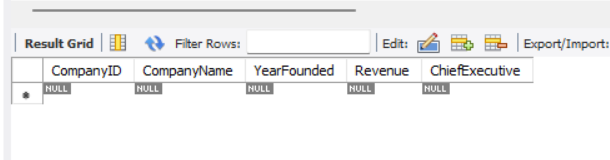 Result Grid Filter Rows: Edit: Export/Import:
CompanyID CompanyName YearFounded Revenue ChiefExecutive
NULL NULL NULL NULL NULL